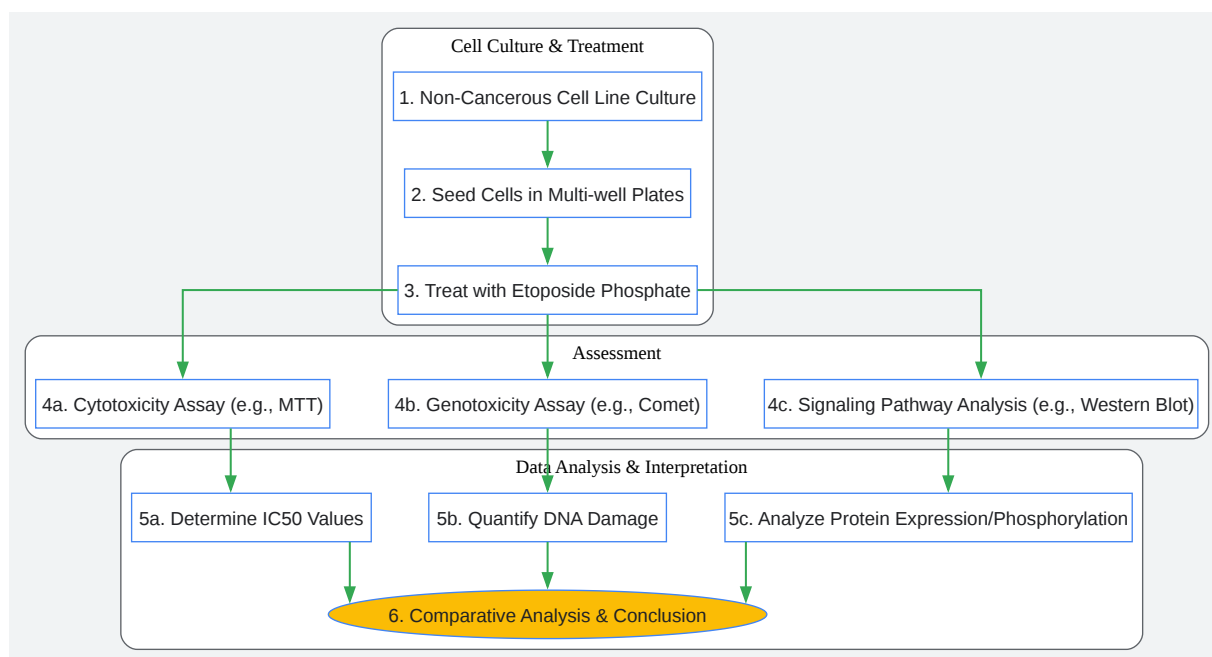 Cell Culture & Treatment
1. Non-Cancerous Cell Line Culture
2. Seed Cells in Multi-well Plates
3. Treat with Etoposide Phosphate
Assessment
4a. Cytotoxicity Assay (e.g., MTT)
4b. Genotoxicity Assay (e.g., Comet)
4c. Signaling Pathway Analysis (e.g., Western Blot)
Data Analysis & Interpretation
5a. Determine IC50 Values
5b. Quantify DNA Damage
5c. Analyze Protein Expression/Phosphorylation
6. Comparative Analysis & Conclusion